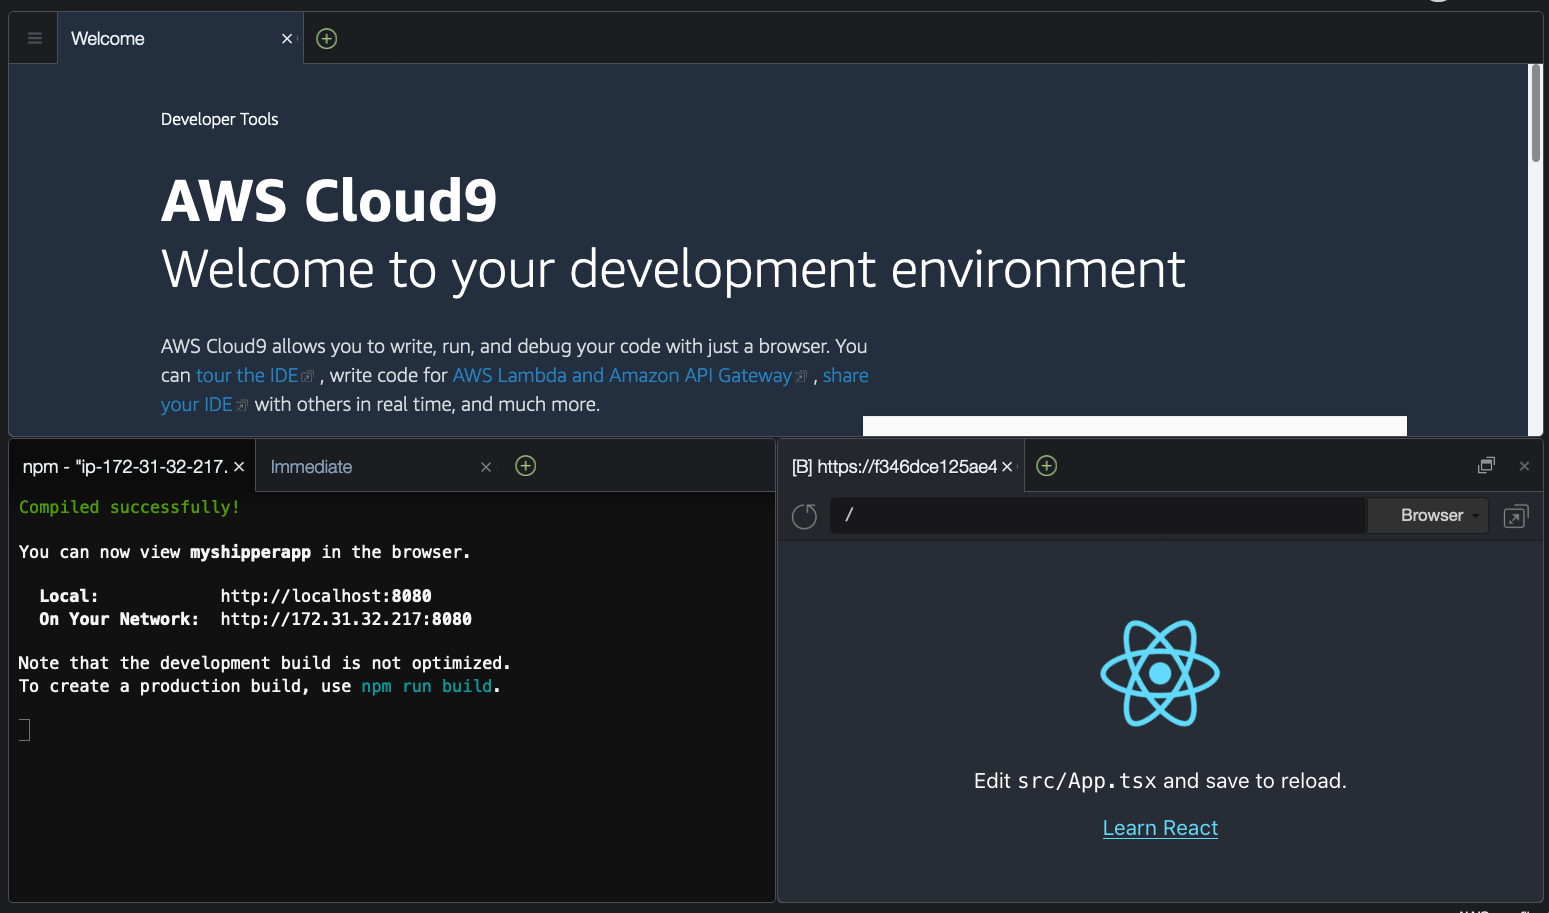 Welcome
Developer Tools
AWS Cloud9
Welcome to your development environment
AWS Cloud9 allows you to write, run, and debug your code with just a browser. You
can tour the IDE , write code for AWS Lambda and Amazon API Gateway , share
your IDE with others in real time, and much more.
npm - "ip-172-31-32-217.
Immediate
Compiled successfully!
You can now view myshipperapp in the browser.
Local: http://localhost:8080
On Your Network: http://172.31.32.217:8080
Note that the development build is not optimized.
To create a production build, use npm run build.
[B] https://f346dce125ae4
/
Browser
Edit src/App.tsx and save to reload.
Learn React